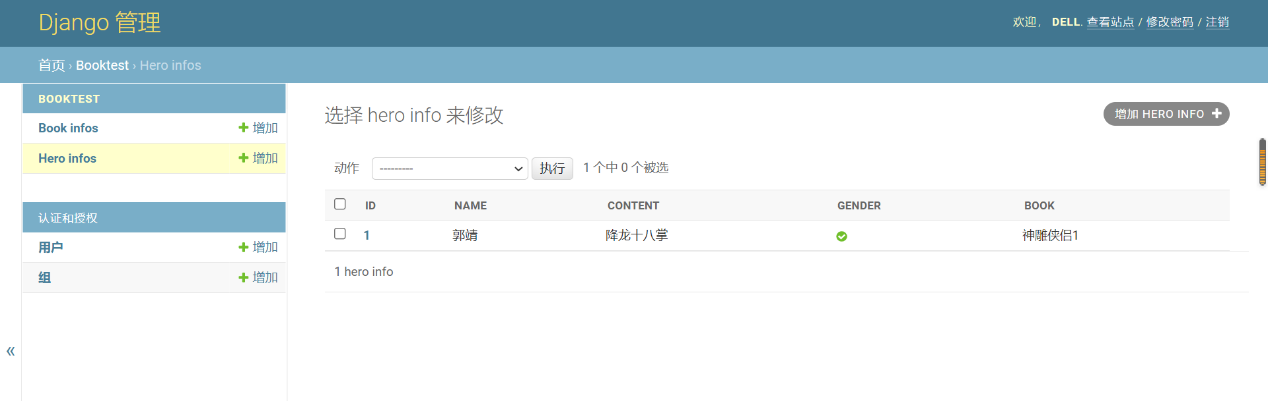 Django 管理
欢迎， DELL. 查看站点 / 修改密码 / 注销
首页 › Booktest › Hero infos
BOOKTEST
Book infos 增加
Hero infos 增加
认证和授权
用户 增加
组 增加
«
选择 hero info 来修改
增加 HERO INFO
动作 --------- 执行 1 个中 0 个被选
ID NAME CONTENT GENDER BOOK
1 郭靖 降龙十八掌 神雕侠侣1
1 hero info